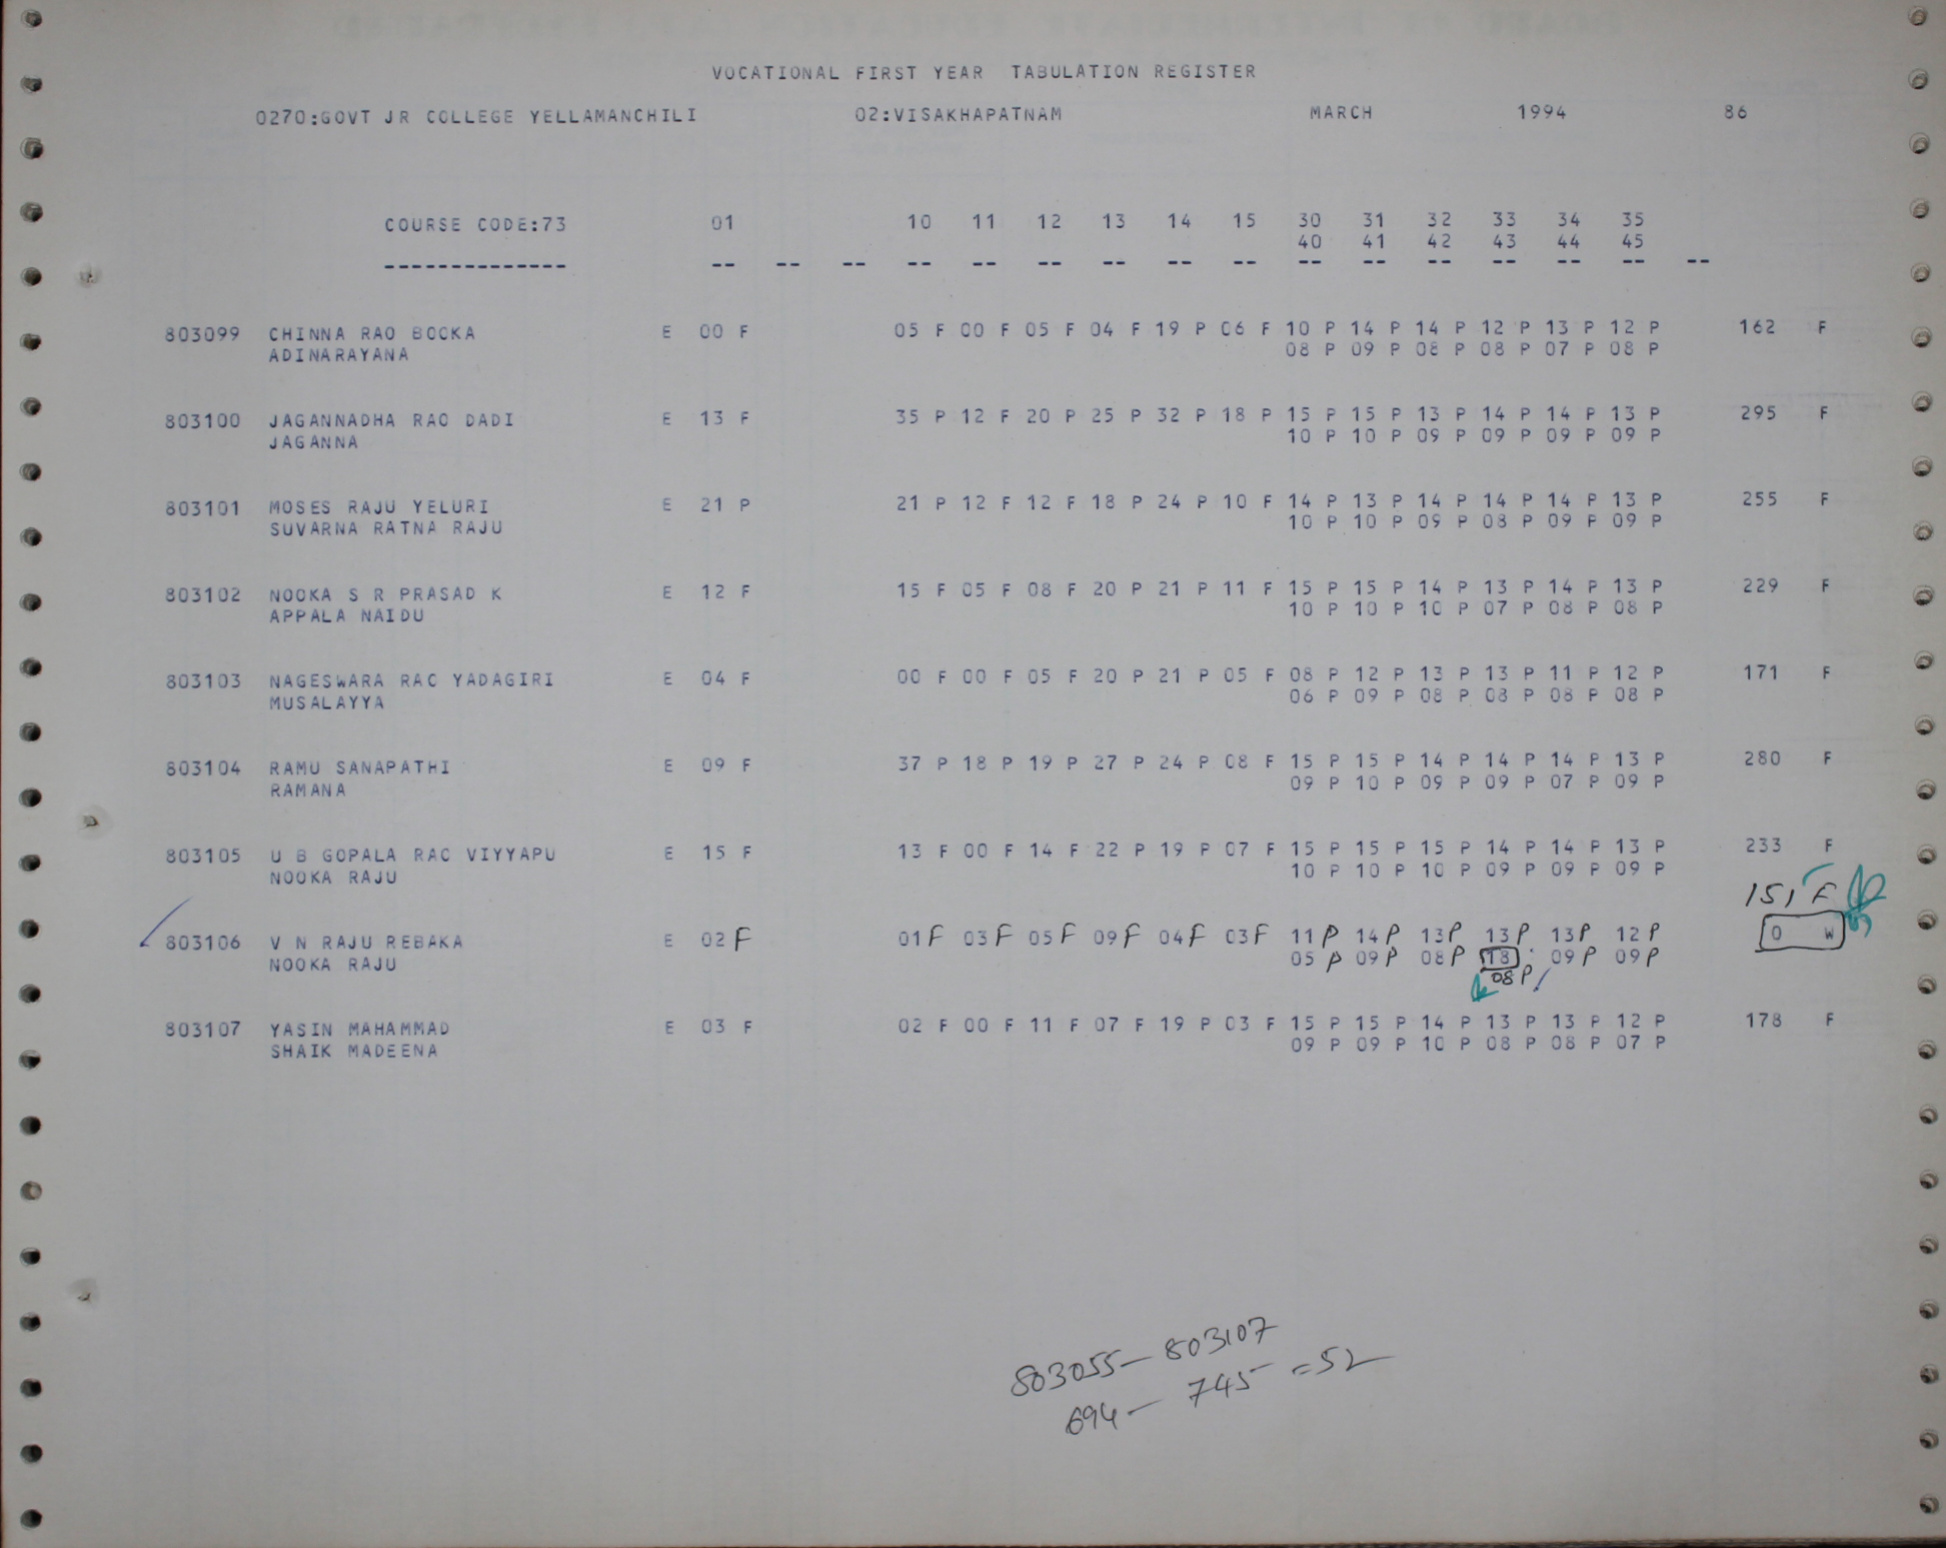 VOCATIONAL FIRST YEAR TABULATION REGISTER
0270:GOVT JR COLLEGE YELLAMANCHILI 02:VISAKHAPATNAM MARCH 1994 86
COURSE CODE:73 01 10 11 12 13 14 15 30 31 32 33 34 35
40 41 42 43 44 45
-------------- -- -- -- -- -- -- -- -- -- -- -- -- -- -- -- --
803099 CHINNA RAO BOCKA E 00 F 05 F 00 F 05 F 04 F 19 P 06 F 10 P 14 P 14 P 12 P 13 P 12 P 162 F
ADINARAYANA 08 P 09 P 08 P 08 P 07 P 08 P
803100 JAGANNADHA RAO DADI E 13 F 35 P 12 F 20 P 25 P 32 P 18 P 15 P 15 P 13 P 14 P 14 P 13 P 295 F
JAGANNA 10 P 10 P 09 P 09 P 09 P 09 P
803101 MOSES RAJU YELURI E 21 P 21 P 12 F 12 F 18 P 24 P 10 F 14 P 13 P 14 P 14 P 14 P 13 P 255 F
SUVARNA RATNA RAJU 10 P 10 P 09 P 08 P 09 P 09 P
803102 NOOKA S R PRASAD K E 12 F 15 F 05 F 08 F 20 P 21 P 11 F 15 P 15 P 14 P 13 P 14 P 13 P 229 F
APPALA NAIDU 10 P 10 P 10 P 07 P 08 P 08 P
803103 NAGESWARA RAC YADAGIRI E 04 F 00 F 00 F 05 F 20 P 21 P 05 F 08 P 12 P 13 P 13 P 11 P 12 P 171 F
MUSALAYYA 06 P 09 P 08 P 08 P 08 P 08 P
803104 RAMU SANAPATHI E 09 F 37 P 18 P 19 P 27 P 24 P 08 F 15 P 15 P 14 P 14 P 14 P 13 P 280 F
RAMANA 09 P 10 P 09 P 09 P 07 P 09 P
803105 U B GOPALA RAC VIYYAPU E 15 F 13 F 00 F 14 F 22 P 19 P 07 F 15 P 15 P 15 P 14 P 14 P 13 P 233 F
NOOKA RAJU 10 P 10 P 10 P 09 P 09 P 09 P
151 F
803106 V N RAJU REBAKA E 02 F 01 F 03 F 05 F 09 F 04 F 03 F 11 P 14 P 13 P 13 P 13 P 12 P 0 W
NOOKA RAJU 05 P 09 P 08 P 18 09 P 09 P
08 P
803107 YASIN MAHAMMAD E 03 F 02 F 00 F 11 F 07 F 19 P 03 F 15 P 15 P 14 P 13 P 13 P 12 P 178 F
SHAIK MADEENA 09 P 09 P 10 P 08 P 08 P 07 P
803055 - 803107
694 - 745 = 52